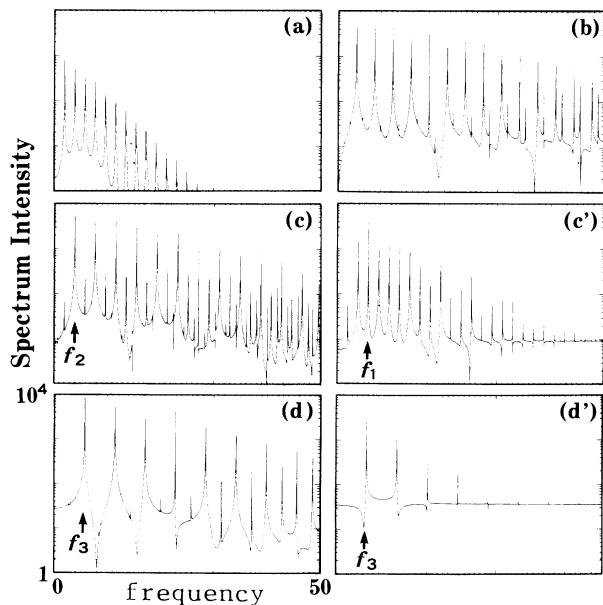 (a)
(b)
(c)
(c')
f2
f1
Spectrum Intensity
10^4
(d)
(d')
f3
f3
1
0
frequency
50